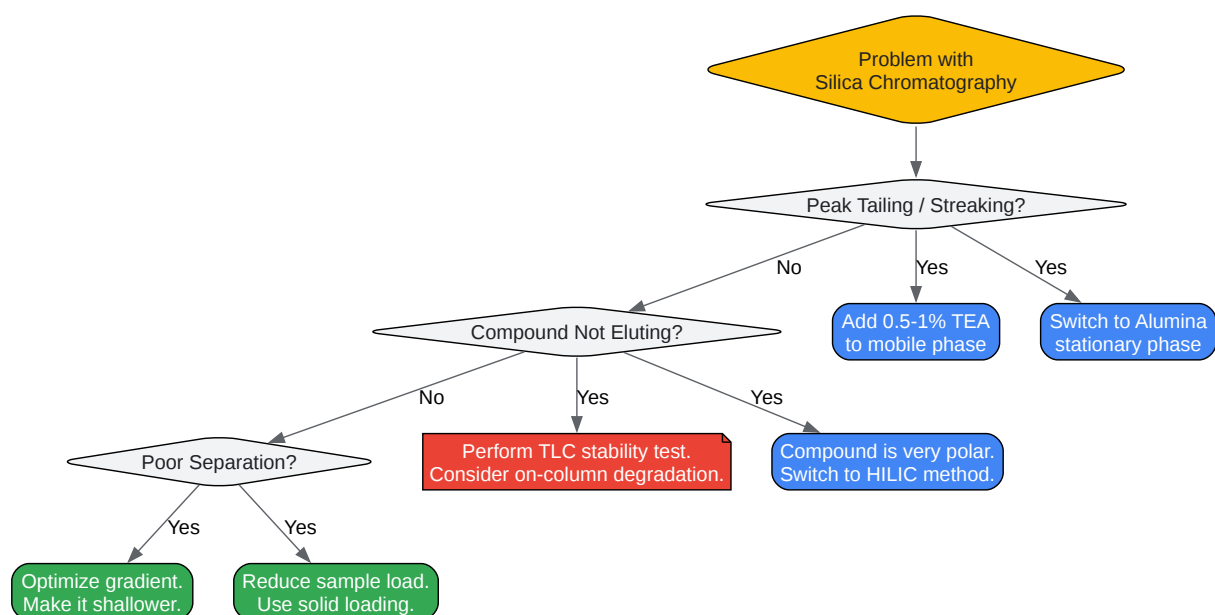 Problem with
Silica Chromatography
Peak Tailing / Streaking?
No
Yes
Yes
Compound Not Eluting?
Add 0.5-1% TEA
to mobile phase
Switch to Alumina
stationary phase
No
Yes
Yes
Poor Separation?
Perform TLC stability test.
Consider on-column degradation.
Compound is very polar.
Switch to HILIC method.
Yes
Yes
Optimize gradient.
Make it shallower.
Reduce sample load.
Use solid loading.